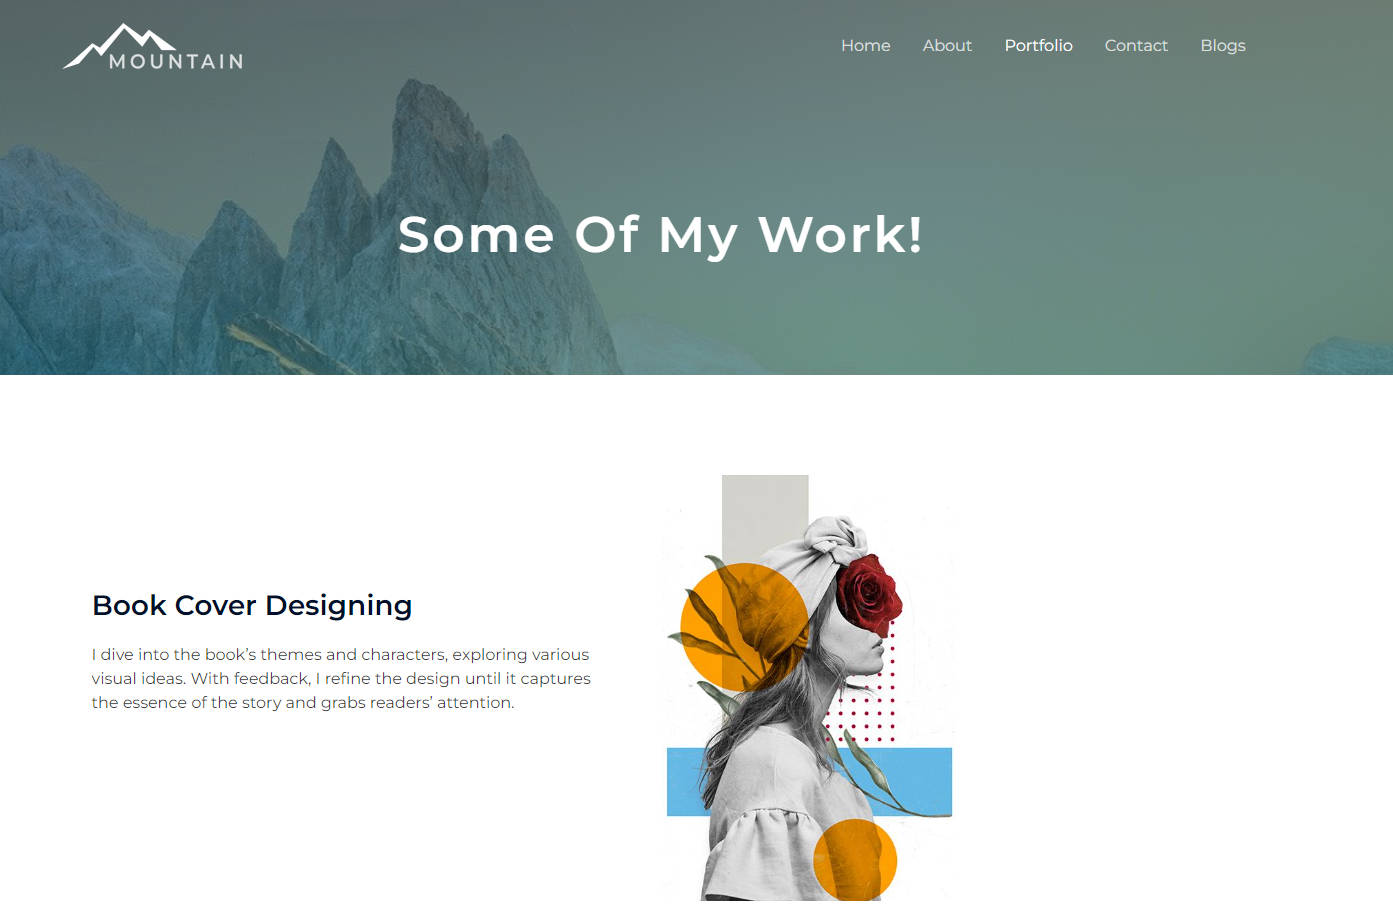 MOUNTAIN
Home About Portfolio Contact Blogs
Some Of My Work!
Book Cover Designing
I dive into the book’s themes and characters, exploring various
visual ideas. With feedback, I refine the design until it captures
the essence of the story and grabs readers’ attention.